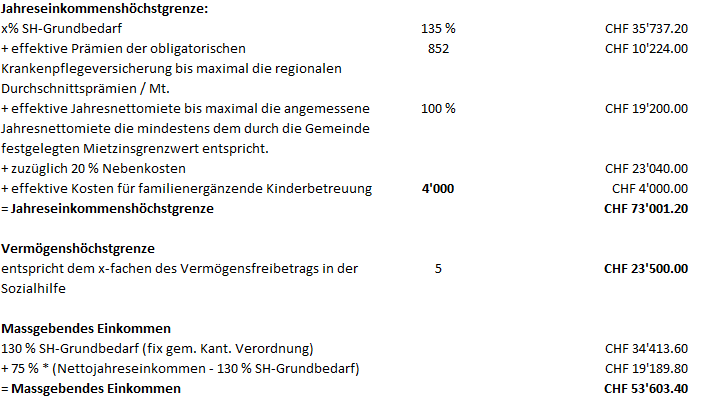 Jahreseinkommenshöchstgrenze:
x% SH-Grundbedarf 135 % CHF 35'737.20
+ effektive Prämien der obligatorischen 852 CHF 10'224.00
Krankenpflegeversicherung bis maximal die regionalen
Durchschnittsprämien / Mt.
+ effektive Jahresnettomiete bis maximal die angemessene 100 % CHF 19'200.00
Jahresnettomiete die mindestens dem durch die Gemeinde
festgelegten Mietzinsgrenzwert entspricht.
+ zuzüglich 20 % Nebenkosten CHF 23'040.00
+ effektive Kosten für familienergänzende Kinderbetreuung 4'000 CHF 4'000.00
= Jahreseinkommenshöchstgrenze CHF 73'001.20
Vermögenshöchstgrenze
entspricht dem x-fachen des Vermögensfreibetrags in der 5 CHF 23'500.00
Sozialhilfe
Massgebendes Einkommen
130 % SH-Grundbedarf (fix gem. Kant. Verordnung) CHF 34'413.60
+ 75 % * (Nettojahreseinkommen - 130 % SH-Grundbedarf) CHF 19'189.80
= Massgebendes Einkommen CHF 53'603.40